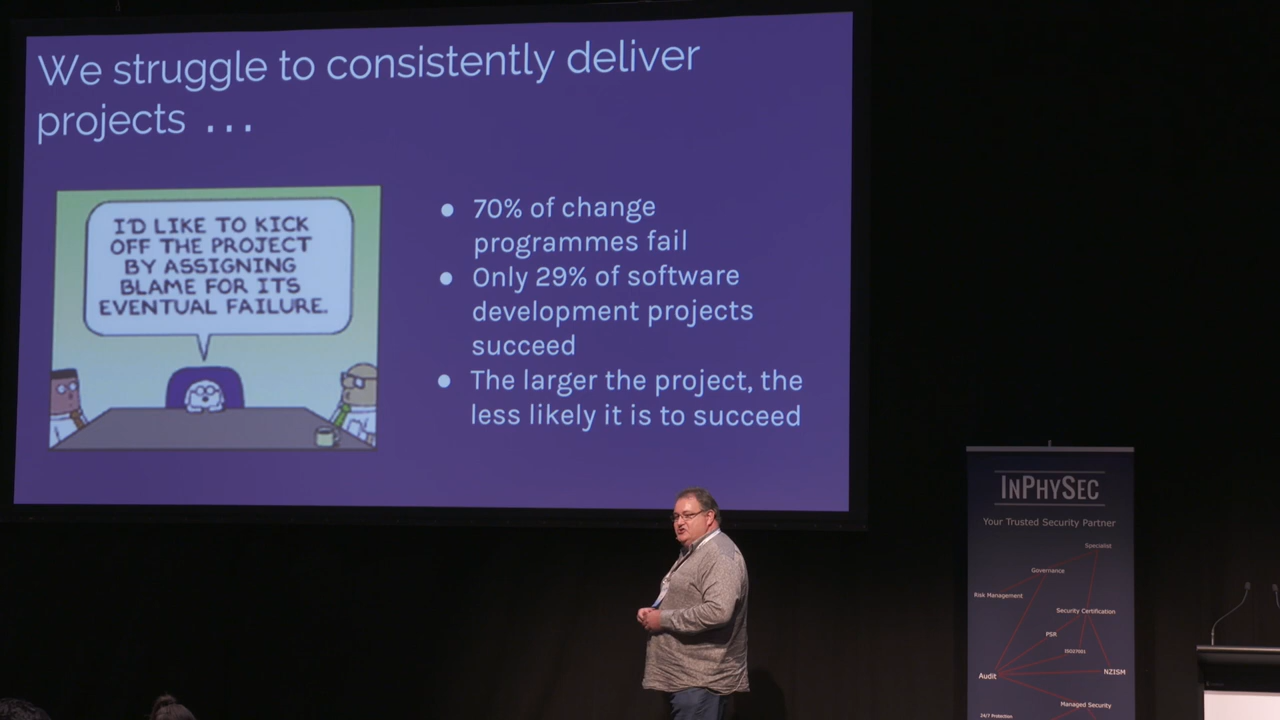 We struggle to consistently deliver
projects ...
I'D LIKE TO KICK
OFF THE PROJECT
BY ASSIGNING
BLAME FOR ITS
EVENTUAL FAILURE.
● 70% of change
programmes fail
● Only 29% of software
development projects
succeed
● The larger the project, the
less likely it is to succeed
INPHYSEC
Your Trusted Security Partner
Specialist
Governance
Risk Management
Security Certification
PSR
ISO27001
NZISM
Audit
Managed Security
24/7 Protection